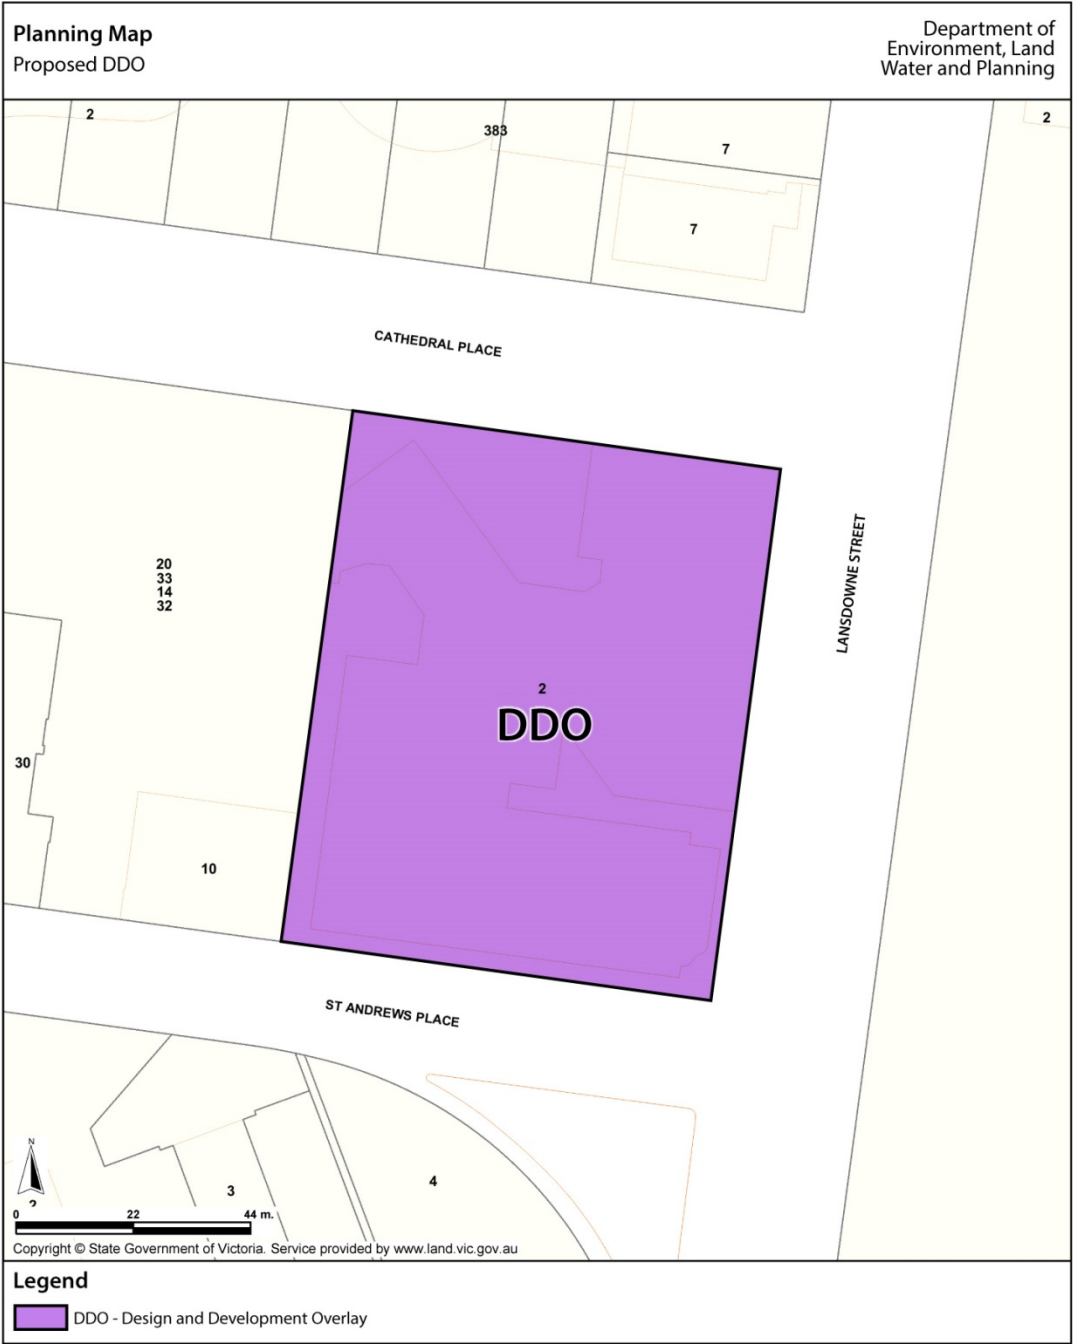 Planning Map
Proposed DDO
Department of
Environment, Land
Water and Planning
2
383
7
2
7
CATHEDRAL PLACE
LANSDOWNE STREET
20
33
14
32
2
DDO
30
10
ST ANDREWS PLACE
N
3
4
0 22 44 m.
Copyright © State Government of Victoria. Service provided by www.land.vic.gov.au
Legend
DDO - Design and Development Overlay